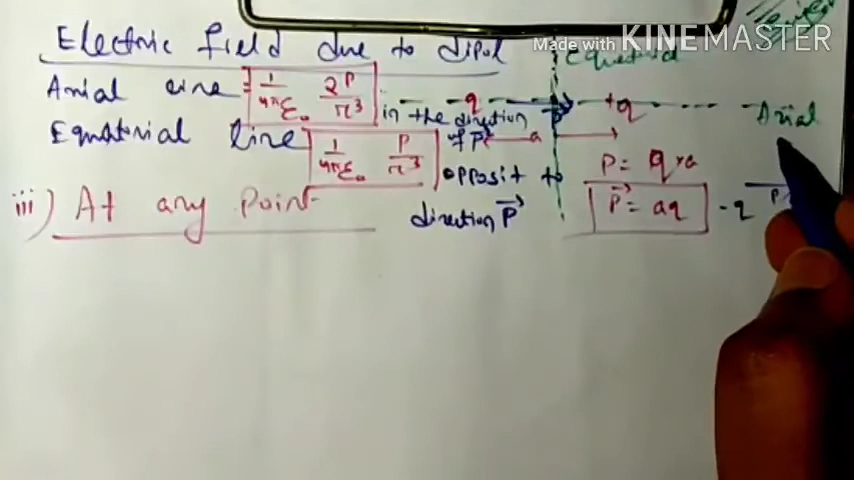 Electric field due to dipol
Made with KINEMASTER
Equatorial
Axial line = 1/4πε₀ 2P/r³ in the direction of P
- q +q Axial
a
Equatorial line 1/4πε₀ P/r³ opposit to direction P⃗
P = q×a
P⃗ = aq
-q P
iii) At any Point